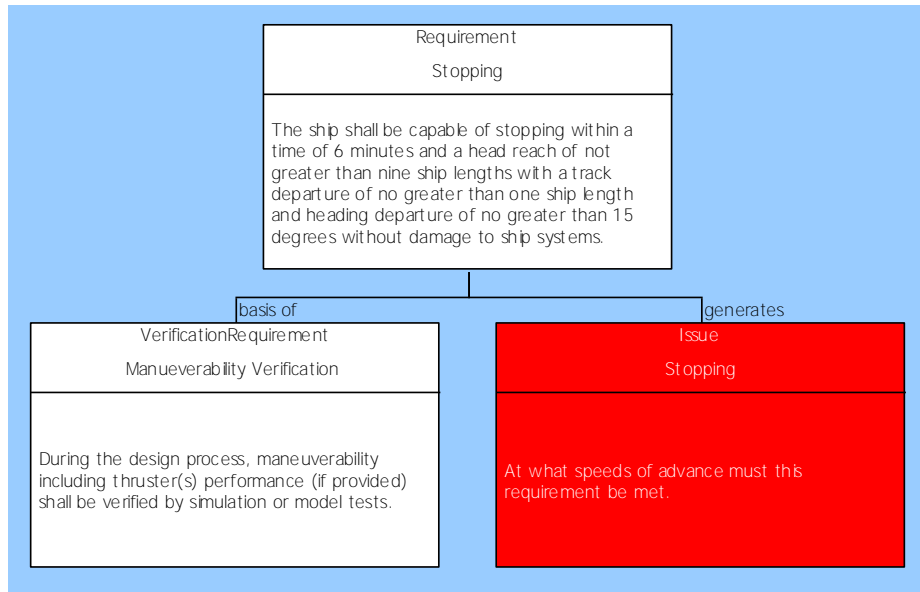 Requirement
Stopping
The ship shall be capable of stopping within a
time of 6 minutes and a head reach of not
greater than nine ship lengths with a track
departure of no greater than one ship length
and heading departure of no greater than 15
degrees without damage to ship systems.
basis of
generates
VerificationRequirement
Manueverability Verification
During the design process, maneuverability
including thruster(s) performance (if provided)
shall be verified by simulation or model tests.
Issue
Stopping
At what speeds of advance must this
requirement be met.